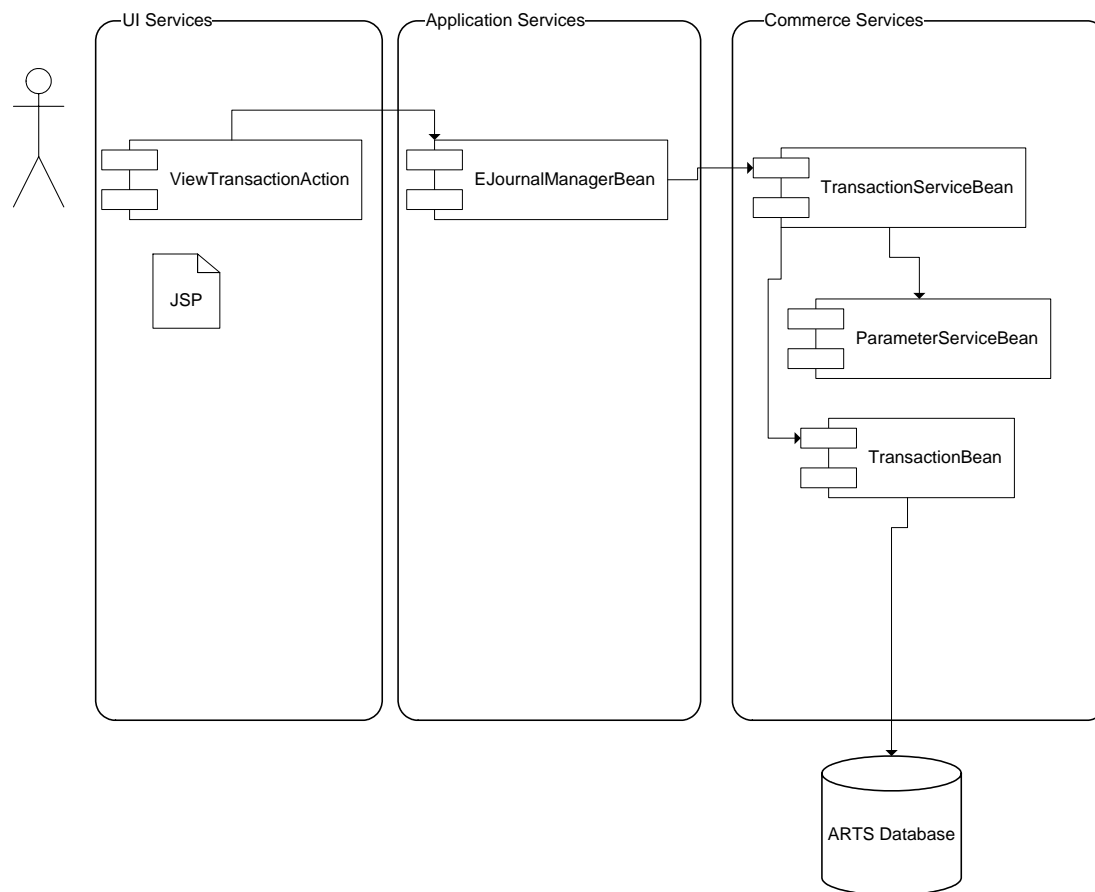 UI Services
Application Services
Commerce Services
ViewTransactionAction
EJournalManagerBean
TransactionServiceBean
JSP
ParameterServiceBean
TransactionBean
ARTS Database